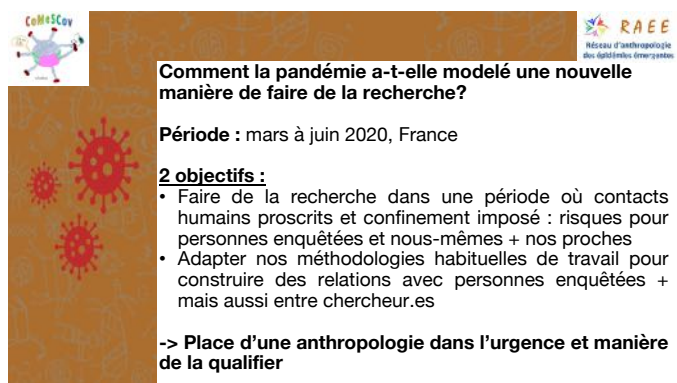 CoMeSCov
RAEE
Réseau d'anthropologie
des épidémies émergentes
Comment la pandémie a-t-elle modelé une nouvelle
manière de faire de la recherche?
Période : mars à juin 2020, France
2 objectifs :
• Faire de la recherche dans une période où contacts
humains proscrits et confinement imposé : risques pour
personnes enquêtées et nous-mêmes + nos proches
• Adapter nos méthodologies habituelles de travail pour
construire des relations avec personnes enquêtées +
mais aussi entre chercheur.es
-> Place d'une anthropologie dans l'urgence et manière
de la qualifier